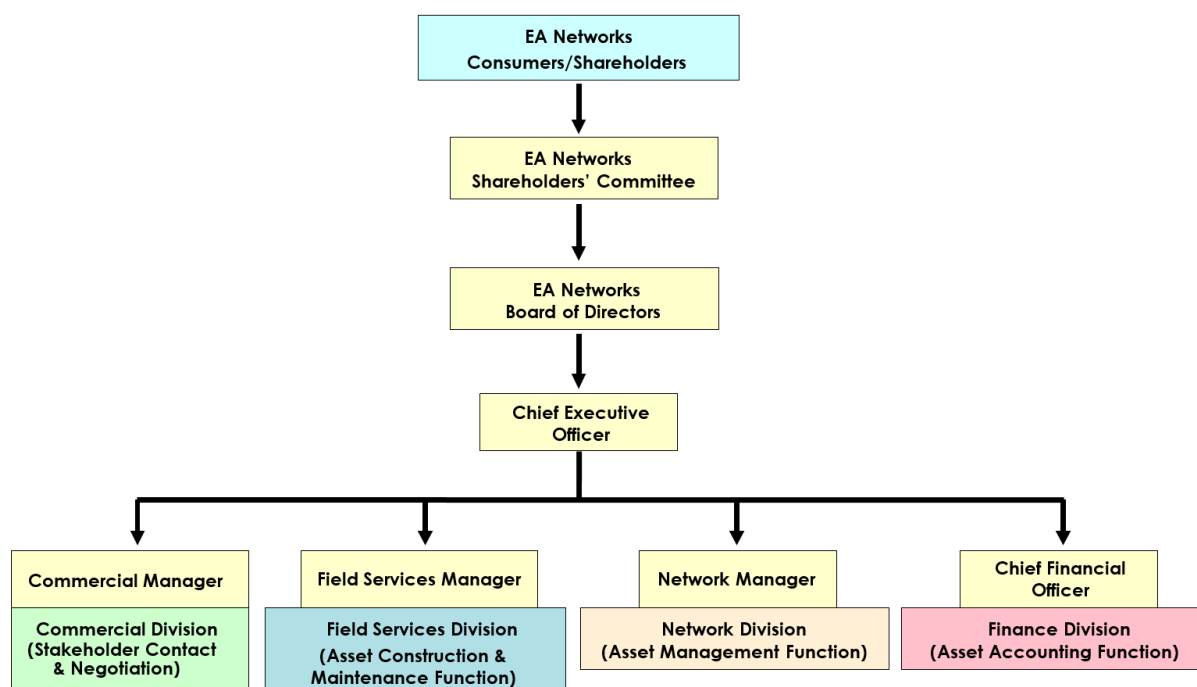 EA Networks
Consumers/Shareholders
EA Networks
Shareholders’ Committee
EA Networks
Board of Directors
Chief Executive
Officer
Commercial Manager
Commercial Division
(Stakeholder Contact
& Negotiation)
Field Services Manager
Field Services Division
(Asset Construction &
Maintenance Function)
Network Manager
Network Division
(Asset Management Function)
Chief Financial
Officer
Finance Division
(Asset Accounting Function)